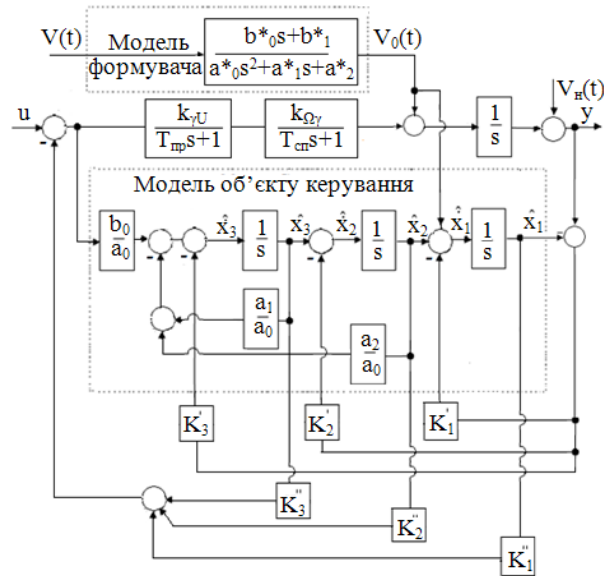 V(t)
Модель
формувача
b*₀s+b*₁
a*₀s²+a*₁s+a*₂
V₀(t)
Vн(t)
u
-
kγU
Tпрs+1
kΩγ
Tспs+1
1
s
y
Модель об’єкту керування
b₀
a₀
-
-
x̂̇₃
1
s
x̂₃
-
x̂̇₂
1
s
x̂₂
-
x̂̇₁
1
s
x̂₁
-
a₁
a₀
a₂
a₀
K'₃
K'₂
K'₁
K''₃
K''₂
K''₁